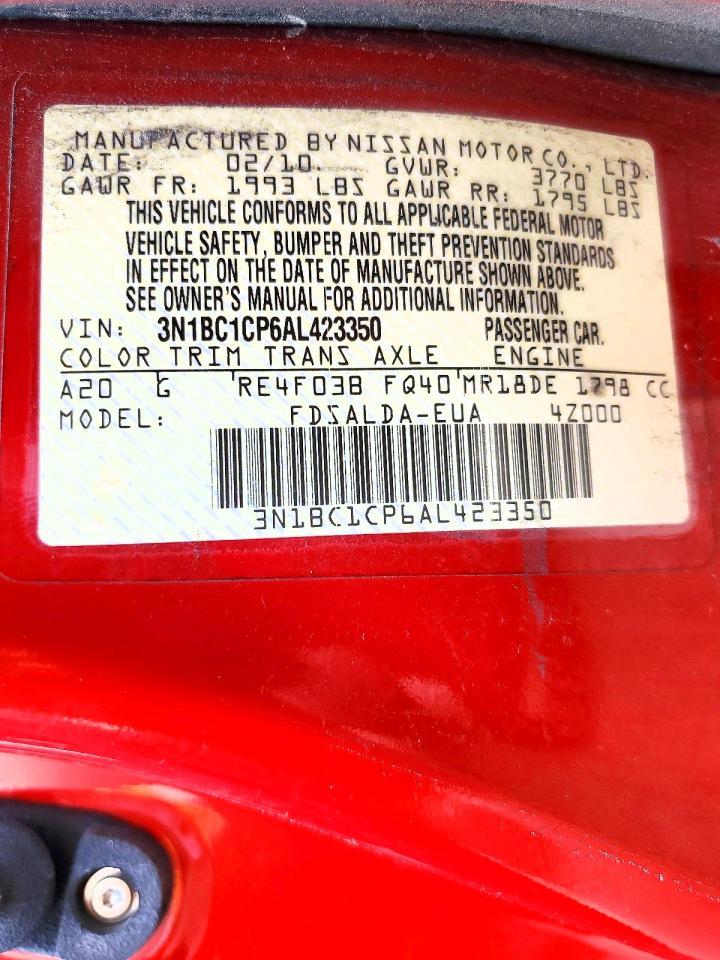 MANUFACTURED BY NISSAN MOTOR CO., LTD.
DATE: 02/10 GVWR: 3770 LBS
GAWR FR: 1993 LBS GAWR RR: 1795 LBS
THIS VEHICLE CONFORMS TO ALL APPLICABLE FEDERAL MOTOR
VEHICLE SAFETY, BUMPER AND THEFT PREVENTION STANDARDS
IN EFFECT ON THE DATE OF MANUFACTURE SHOWN ABOVE.
SEE OWNER'S MANUAL FOR ADDITIONAL INFORMATION.
VIN: 3N1BC1CP6AL423350 PASSENGER CAR.
COLOR TRIM TRANS AXLE ENGINE
A20 G RE4F03B FQ40 MR18DE 1798 CC
MODEL: FDSALDA-EUA 4Z000
3N1BC1CP6AL423350